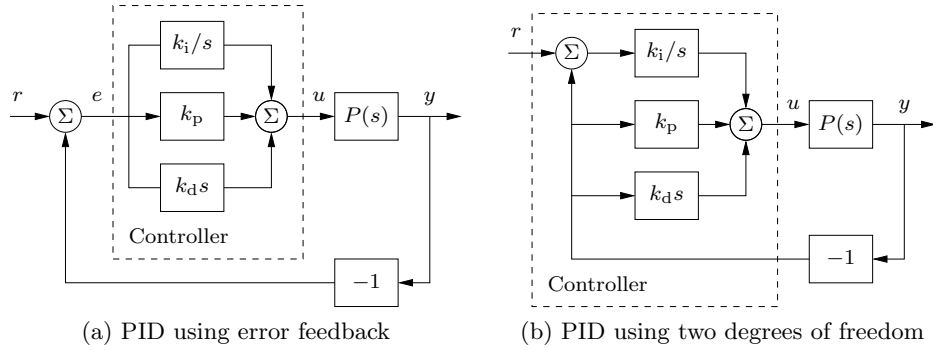 Controller
r
Σ
e
k_i/s
k_p
k_d s
Σ
u
P(s)
y
−1
(a) PID using error feedback
r
Σ
k_i/s
k_p
k_d s
Σ
u
P(s)
y
−1
Controller
(b) PID using two degrees of freedom